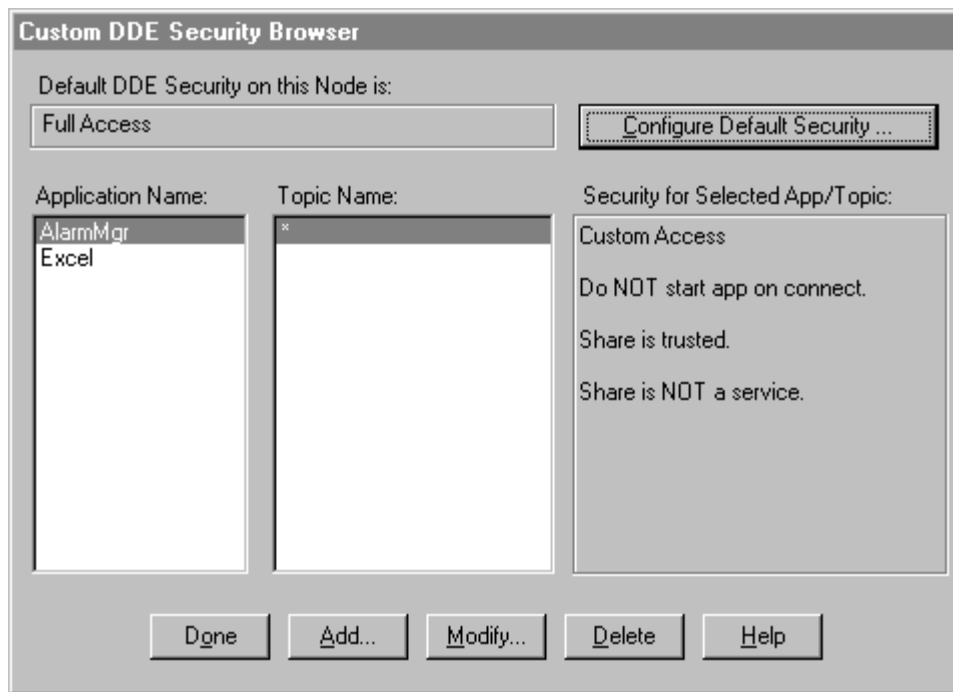 Custom DDE Security Browser
Default DDE Security on this Node is:
Full Access
Configure Default Security ...
Application Name:
AlarmMgr
Excel
Topic Name:
*
Security for Selected App/Topic:
Custom Access
Do NOT start app on connect.
Share is trusted.
Share is NOT a service.
Done
Add...
Modify...
Delete
Help